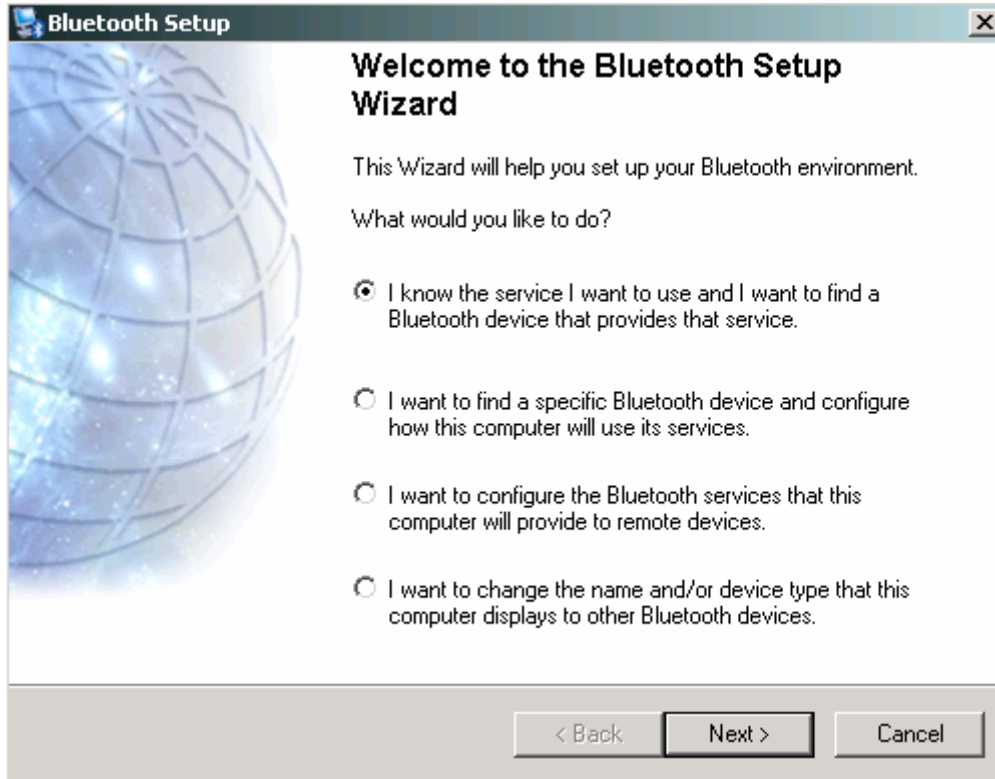 Bluetooth Setup
Welcome to the Bluetooth Setup
Wizard
This Wizard will help you set up your Bluetooth environment.
What would you like to do?
I know the service I want to use and I want to find a
Bluetooth device that provides that service.
I want to find a specific Bluetooth device and configure
how this computer will use its services.
I want to configure the Bluetooth services that this
computer will provide to remote devices.
I want to change the name and/or device type that this
computer displays to other Bluetooth devices.
< Back
Next >
Cancel